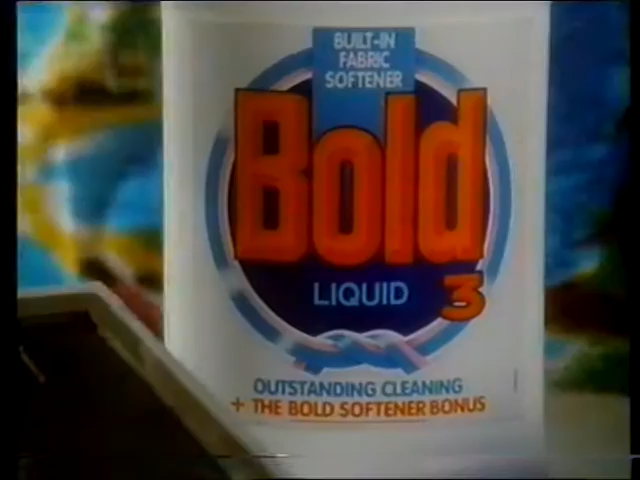 BUILT-IN
FABRIC
SOFTENER
Bold
LIQUID
3
OUTSTANDING CLEANING
+ THE BOLD SOFTENER BONUS